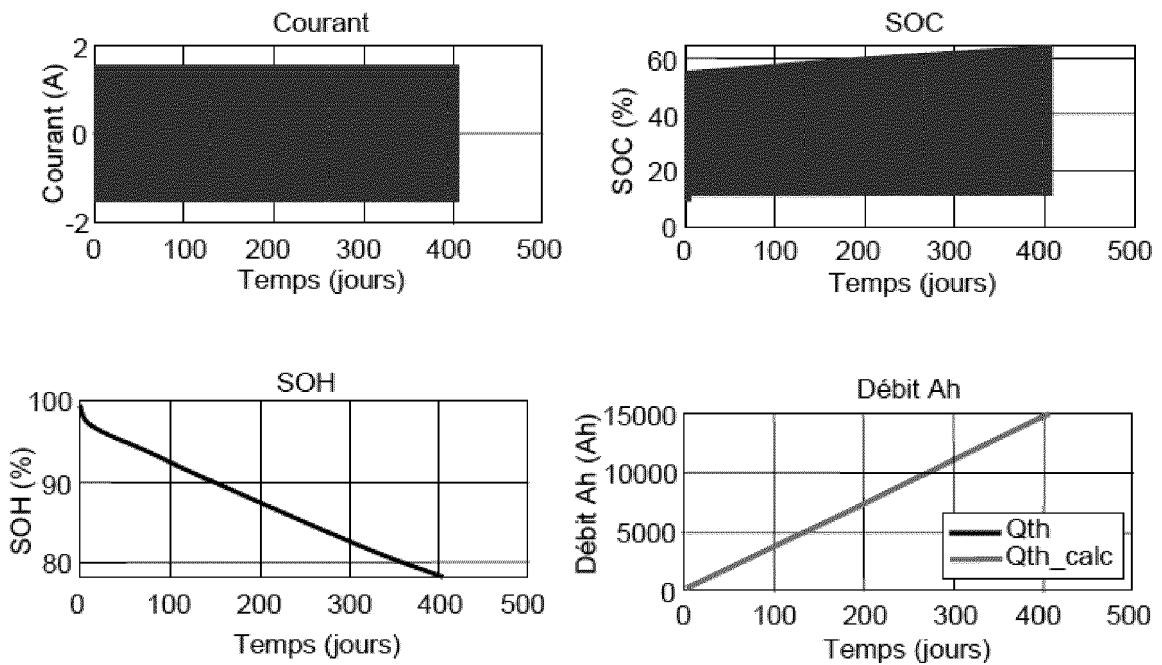 Courant
Courant (A)
2
0
-2
0 100 200 300 400 500
Temps (jours)
SOC
SOC (%)
60
40
20
0
0 100 200 300 400 500
Temps (jours)
SOH
SOH (%)
100
90
80
0 100 200 300 400 500
Temps (jours)
Débit Ah
Débit Ah (Ah)
15000
10000
5000
0
Qth
Qth_calc
0 100 200 300 400 500
Temps (jours)